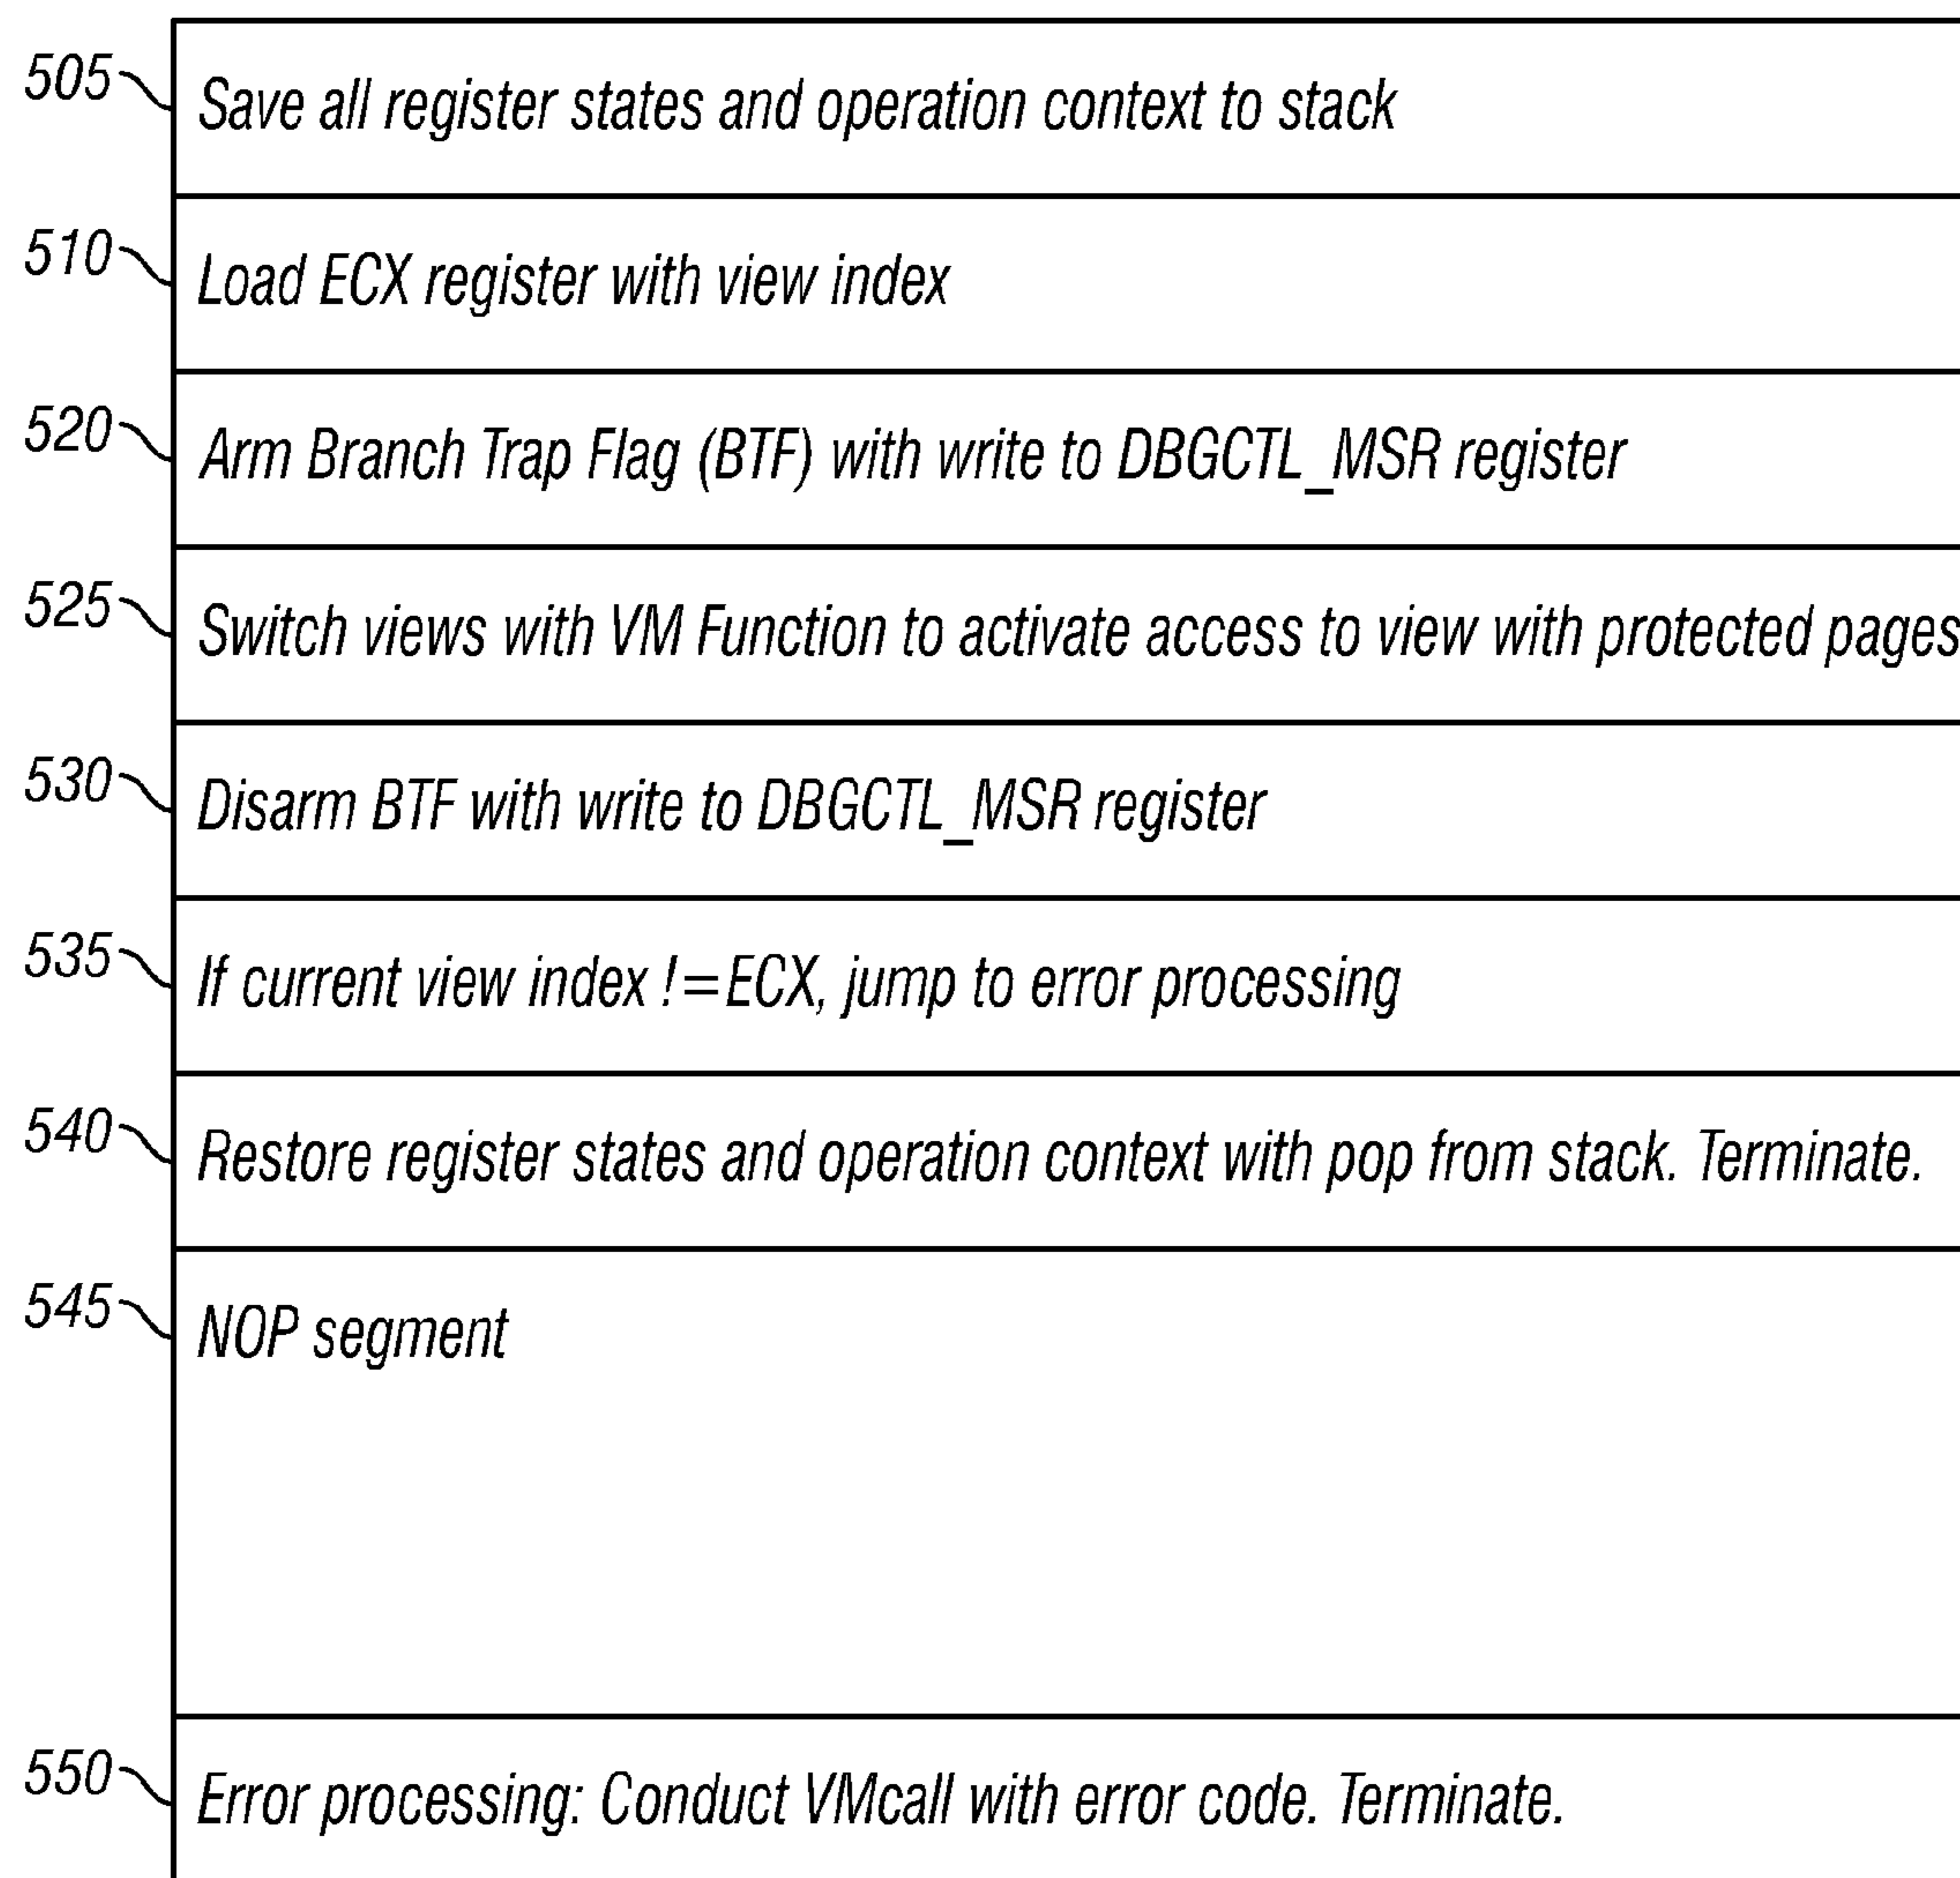 505 Save all register states and operation context to stack
510 Load ECX register with view index
520 Arm Branch Trap Flag (BTF) with write to DBGCTL_MSR register
525 Switch views with VM Function to activate access to view with protected pages
530 Disarm BTF with write to DBGCTL_MSR register
535 If current view index !=ECX, jump to error processing
540 Restore register states and operation context with pop from stack. Terminate.
545 NOP segment
550 Error processing: Conduct VMcall with error code. Terminate.